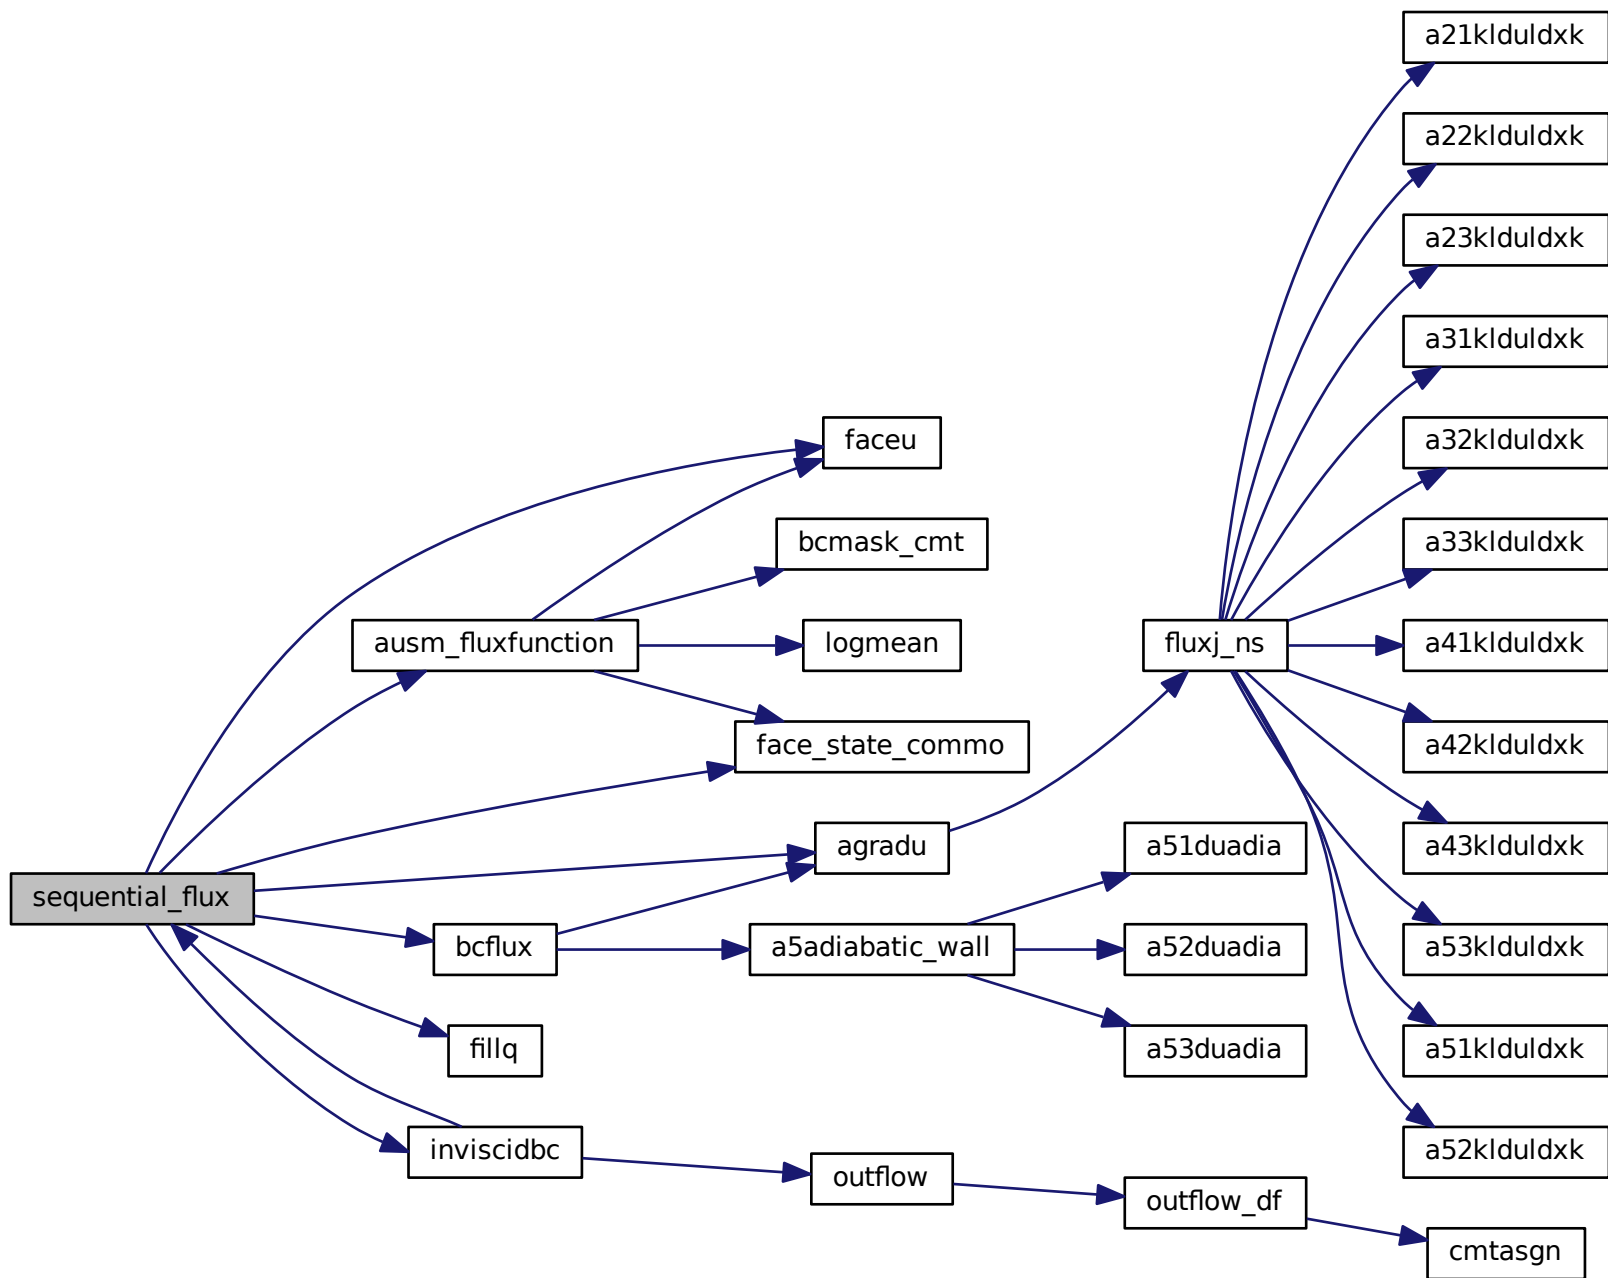 a21klduldxk
a22klduldxk
a23klduldxk
a31klduldxk
faceu
a32klduldxk
bcmask_cmt
a33klduldxk
ausm_fluxfunction
logmean
fluxj_ns
a41klduldxk
face_state_commo
a42klduldxk
agradu
a51duadia
a43klduldxk
sequential_flux
bcflux
a5adiabatic_wall
a52duadia
a53klduldxk
fillq
a53duadia
a51klduldxk
inviscidbc
outflow
outflow_df
a52klduldxk
cmtasgn